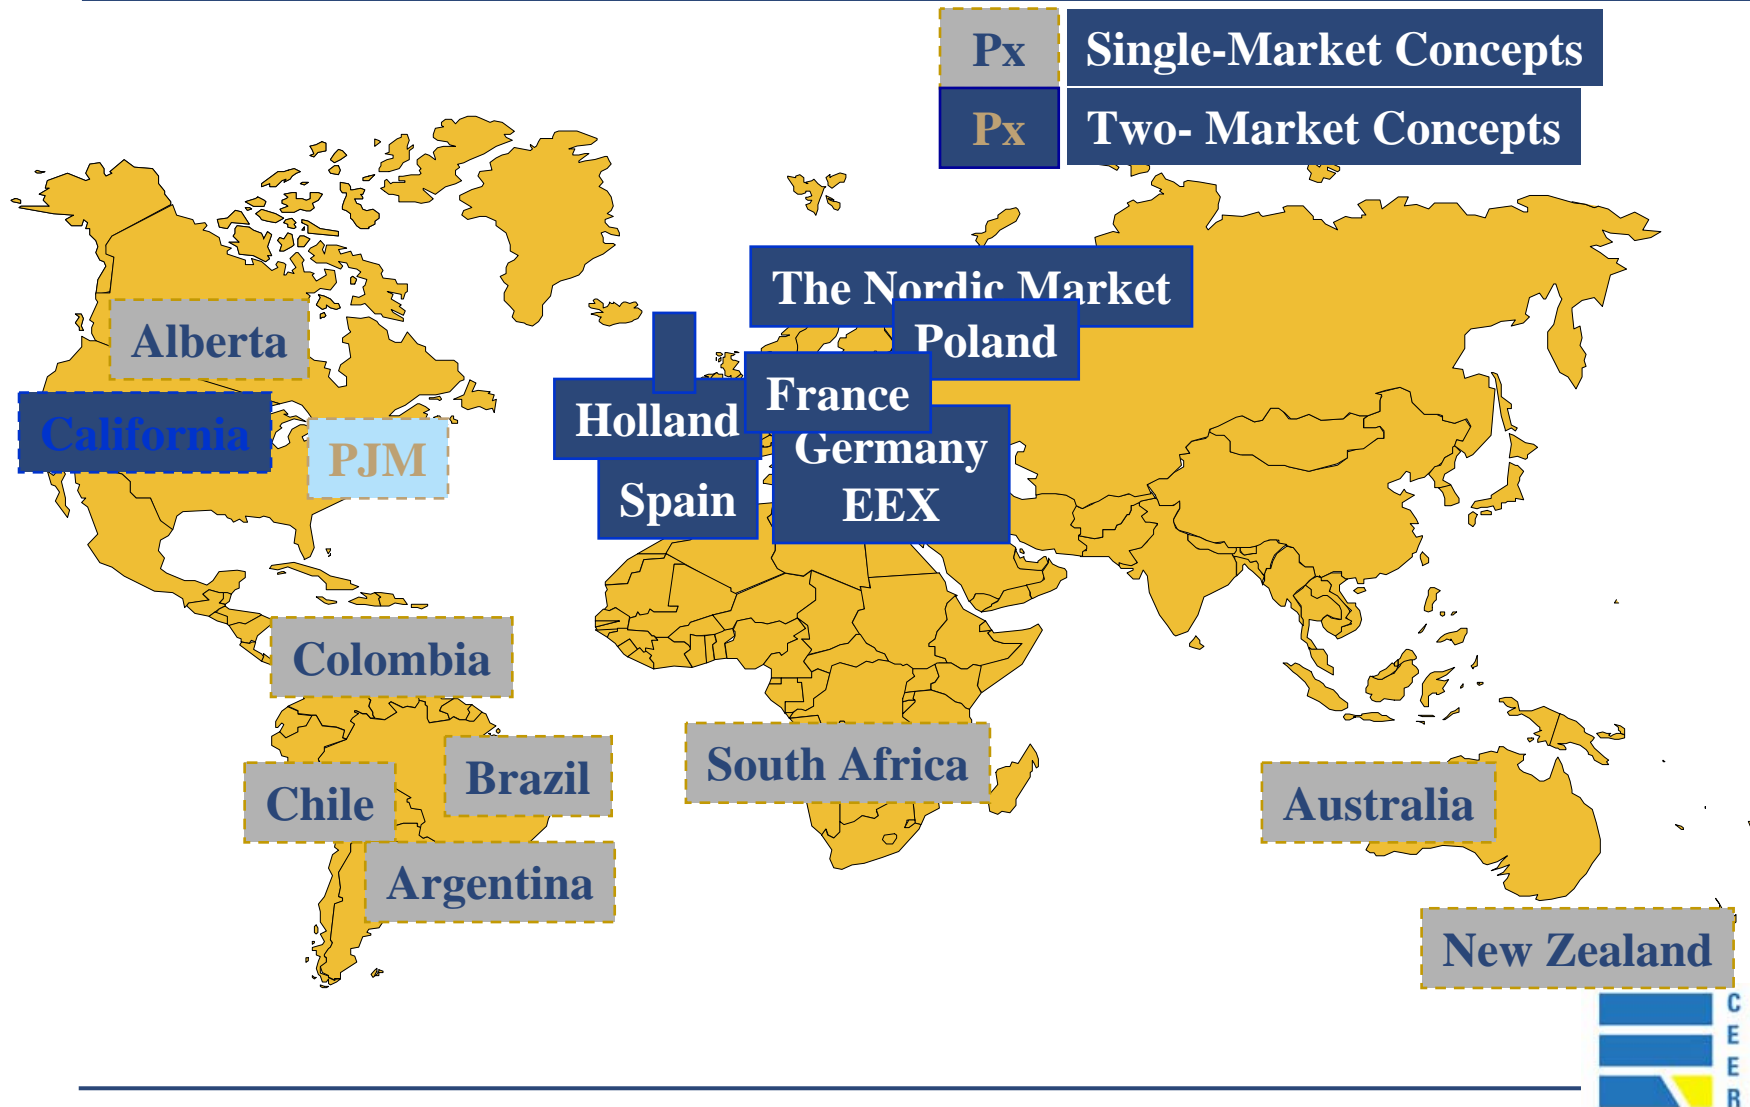 Px Single-Market Concepts
Px Two- Market Concepts
The Nordic Market
Alberta
Poland
France
Holland
California
Germany
EEX
PJM
Spain
Colombia
South Africa
Brazil
Chile
Australia
Argentina
New Zealand
C
E
E
R